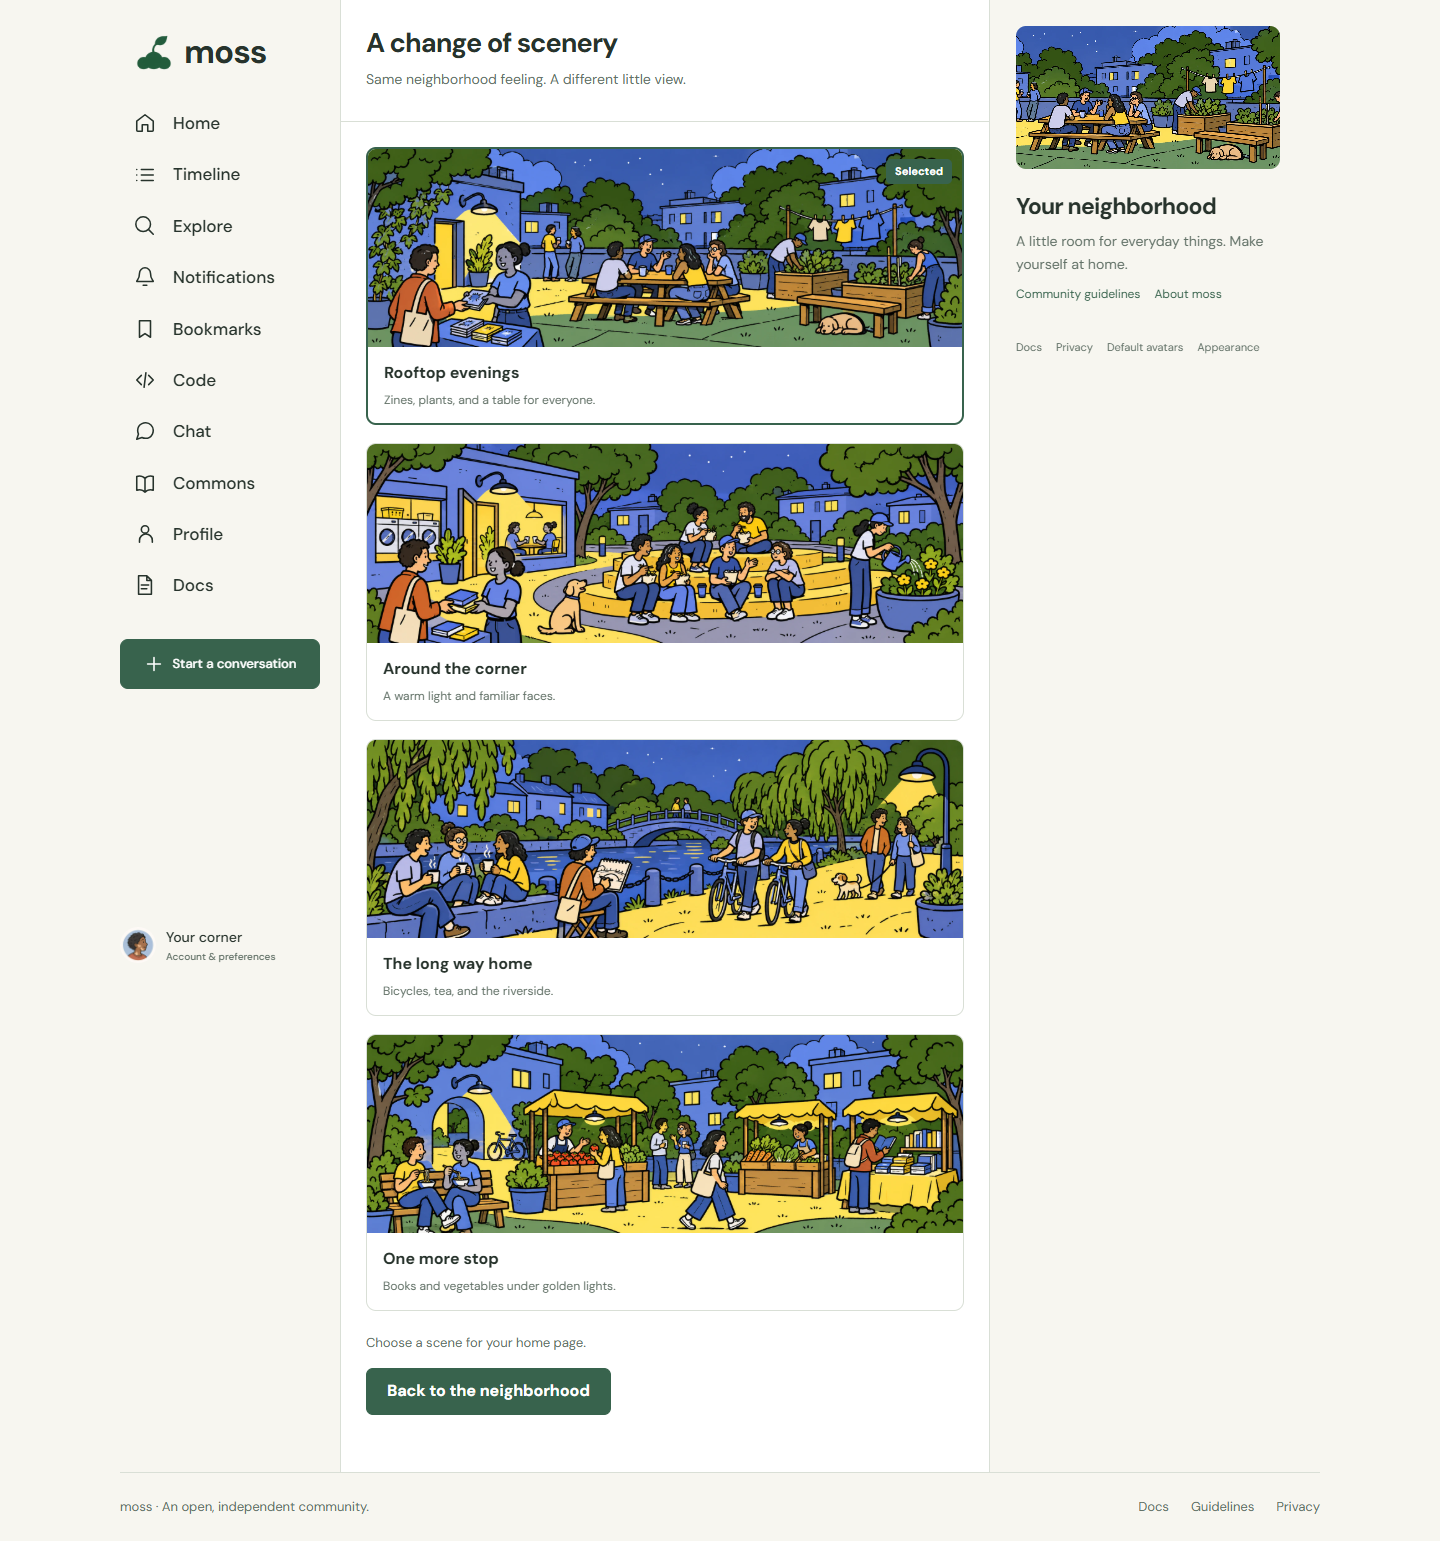 moss
Home
Timeline
Explore
Notifications
Bookmarks
Code
Chat
Commons
Profile
Docs
Start a conversation
Your corner
Account & preferences
A change of scenery
Same neighborhood feeling. A different little view.
Selected
Rooftop evenings
Zines, plants, and a table for everyone.
Around the corner
A warm light and familiar faces.
The long way home
Bicycles, tea, and the riverside.
One more stop
Books and vegetables under golden lights.
Choose a scene for your home page.
Back to the neighborhood
Your neighborhood
A little room for everyday things. Make
yourself at home.
Community guidelines About moss
Docs Privacy Default avatars Appearance
moss · An open, independent community.
Docs Guidelines Privacy